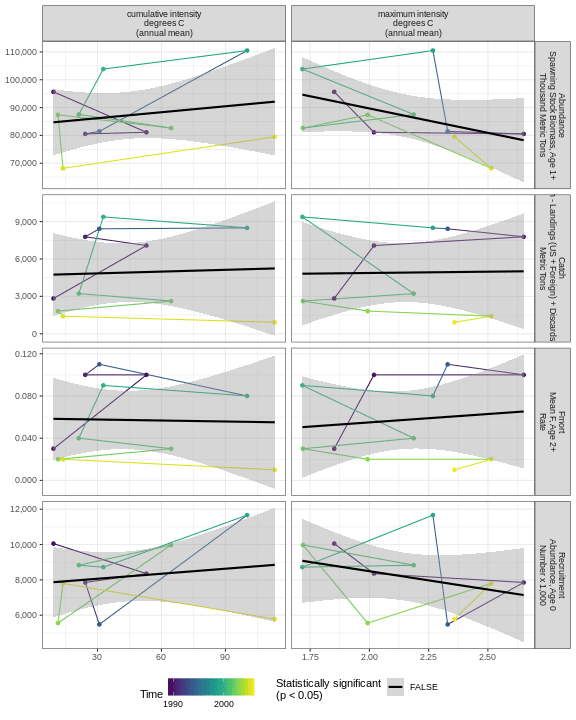 cumulative intensity
degrees C
(annual mean)
maximum intensity
degrees C
(annual mean)
110,000
100,000
90,000
80,000
70,000
Abundance
Spawning Stock Biomass, Age 1+
Thousand Metric Tons
9,000
6,000
3,000
0
Catch
- Landings (US + Foreign) + Discards
Metric Tons
0.120
0.080
0.040
0.000
Fmort
Mean F, Age 2+
Rate
12,000
10,000
8,000
6,000
Recruitment
Abundance, Age 0
Number x 1,000
30 60 90
1.75 2.00 2.25 2.50
Time
1990 2000
Statistically significant
(p < 0.05)
FALSE